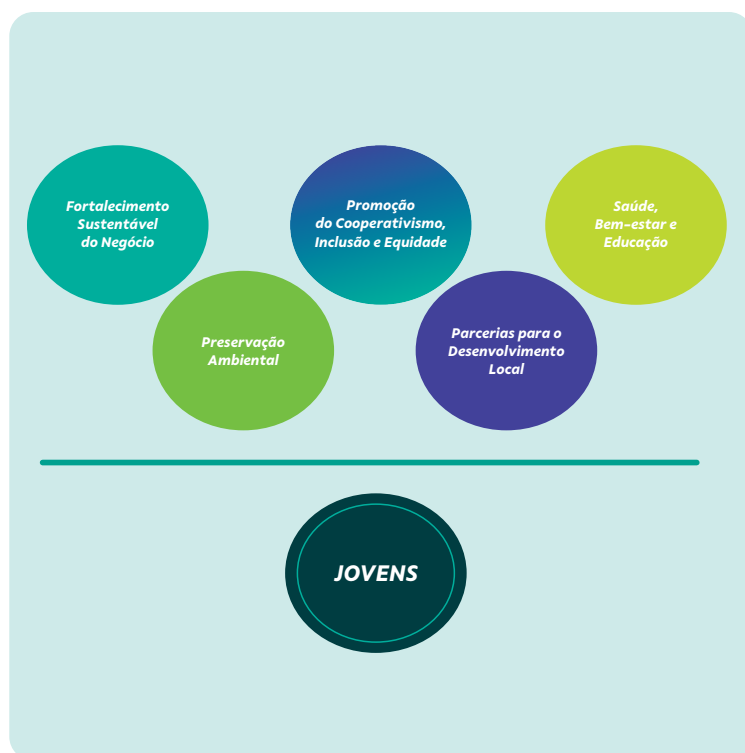 Fortalecimento
Sustentável
do Negócio
Promoção
do Cooperativismo,
Inclusão e Equidade
Saúde,
Bem-estar e
Educação
Preservação
Ambiental
Parcerias para o
Desenvolvimento
Local
JOVENS